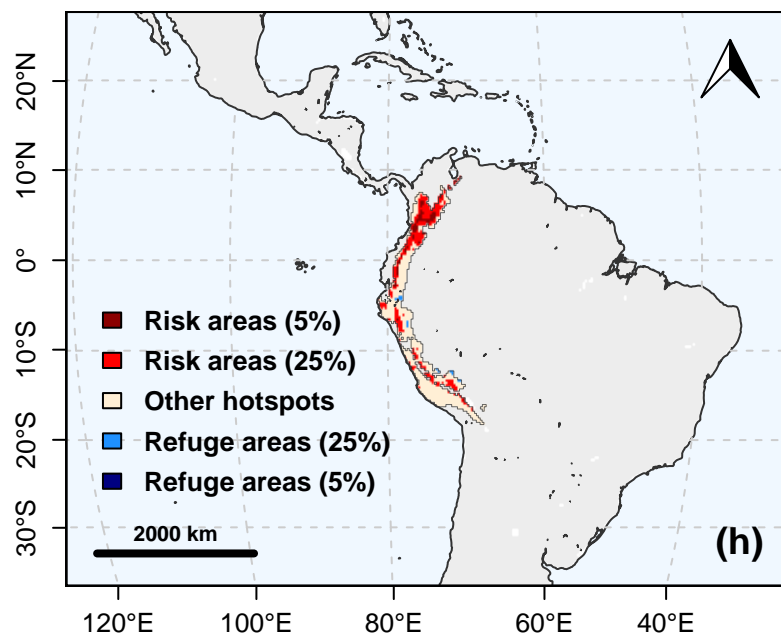 20°N
10°N
0°
10°S
20°S
30°S
Risk areas (5%)
Risk areas (25%)
Other hotspots
Refuge areas (25%)
Refuge areas (5%)
2000 km
(h)
120°E
100°E
80°E
60°E
40°E